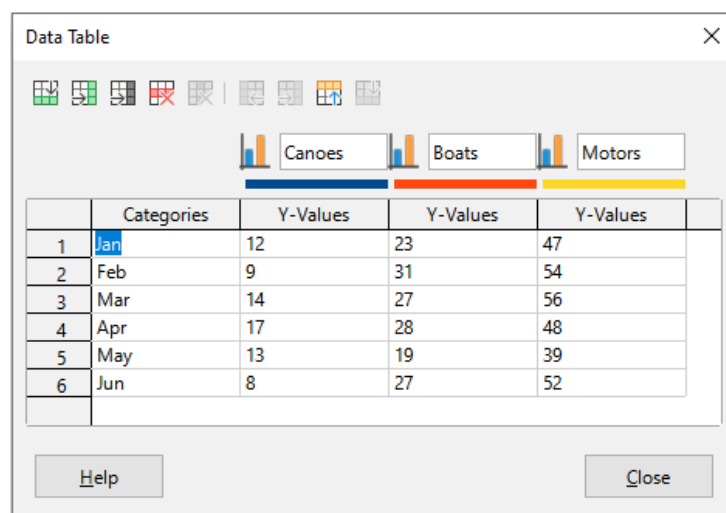 Data Table
Canoes Boats Motors
Categories Y-Values Y-Values Y-Values
1 Jan 12 23 47
2 Feb 9 31 54
3 Mar 14 27 56
4 Apr 17 28 48
5 May 13 19 39
6 Jun 8 27 52
Help Close